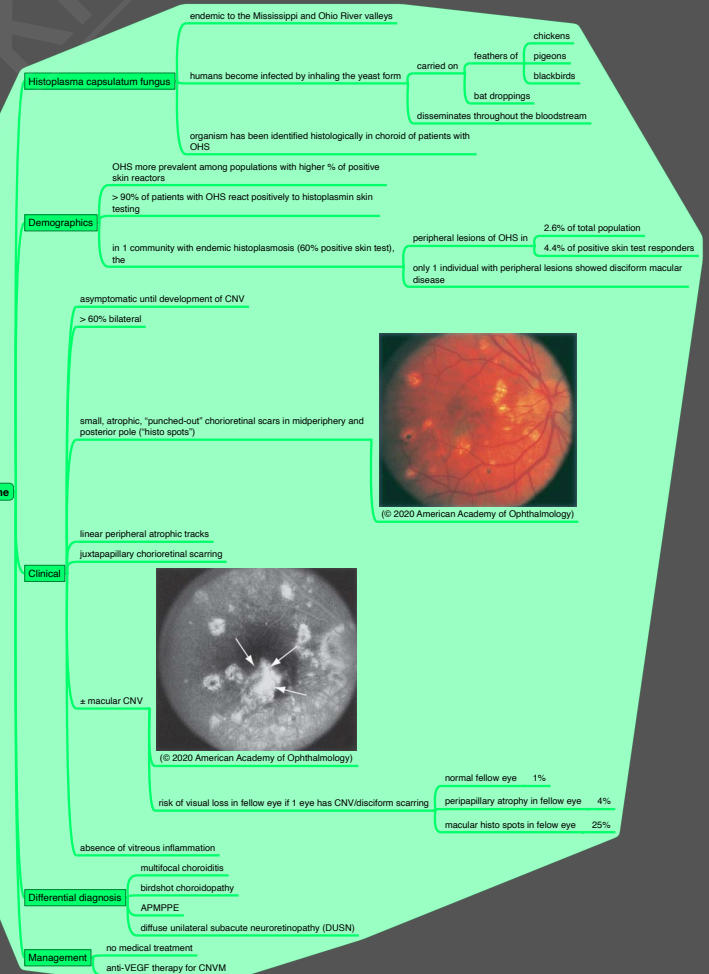 endemic to the Mississippi and Ohio River valleys
Histoplasma capsulatum fungus
humans become infected by inhaling the yeast form
carried on
feathers of
chickens
pigeons
blackbirds
bat droppings
disseminates throughout the bloodstream
organism has been identified histologically in choroid of patients with
OHS
Demographics
OHS more prevalent among populations with higher % of positive
skin reactors
> 90% of patients with OHS react positively to histoplasmin skin
testing
in 1 community with endemic histoplasmosis (60% positive skin test),
the
peripheral lesions of OHS in
2.6% of total population
4.4% of positive skin test responders
only 1 individual with peripheral lesions showed disciform macular
disease
ne
Clinical
asymptomatic until development of CNV
> 60% bilateral
small, atrophic, “punched-out” chorioretinal scars in midperiphery and
posterior pole (“histo spots”)
(© 2020 American Academy of Ophthalmology)
linear peripheral atrophic tracks
juxtapapillary chorioretinal scarring
± macular CNV
(© 2020 American Academy of Ophthalmology)
risk of visual loss in fellow eye if 1 eye has CNV/disciform scarring
normal fellow eye 1%
peripapillary atrophy in fellow eye 4%
macular histo spots in felow eye 25%
absence of vitreous inflammation
Differential diagnosis
multifocal choroiditis
birdshot choroidopathy
APMPPE
diffuse unilateral subacute neuroretinopathy (DUSN)
Management
no medical treatment
anti-VEGF therapy for CNVM